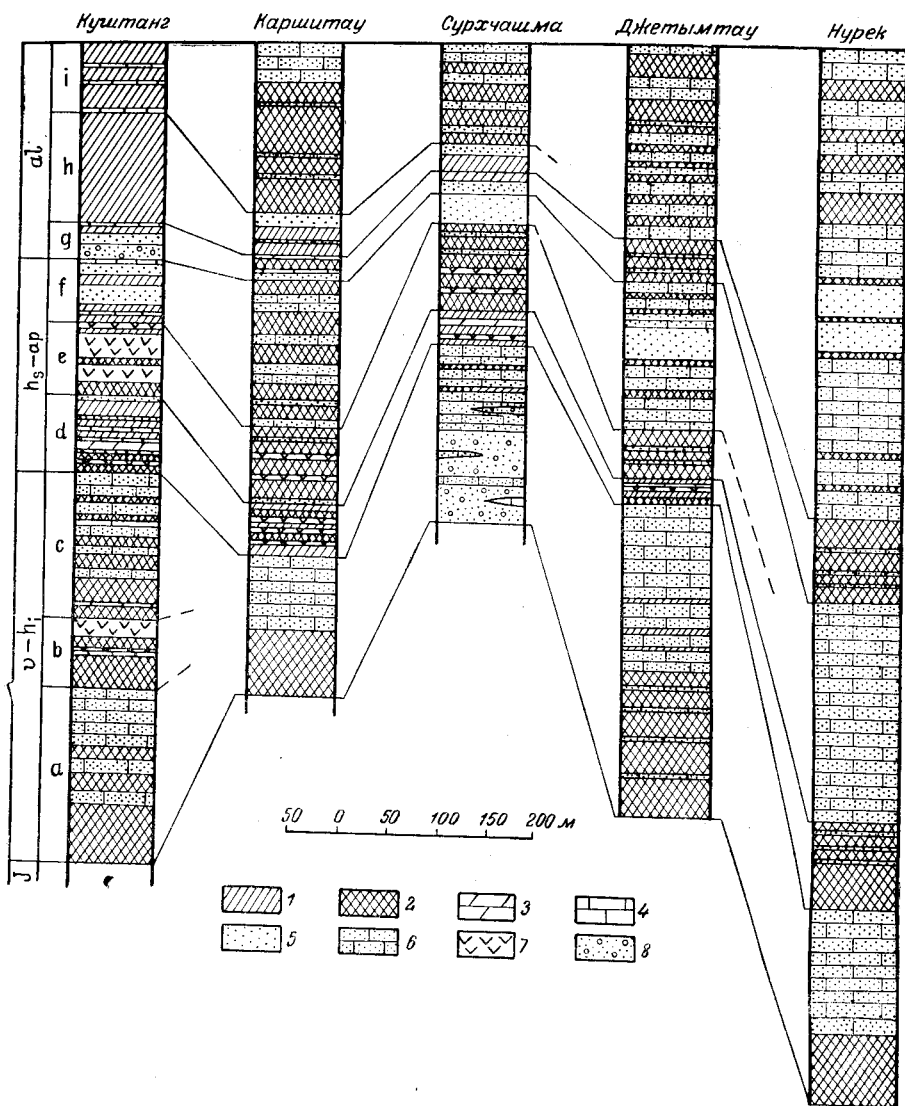 Куштанг Каршитау Сурхчашма Джетымтау Нурек
al
i
h
g
hs-ap
f
e
d
v-hi
c
b
a
J
50 0 50 100 150 200 м
1 2 3 4
5 6 7 8